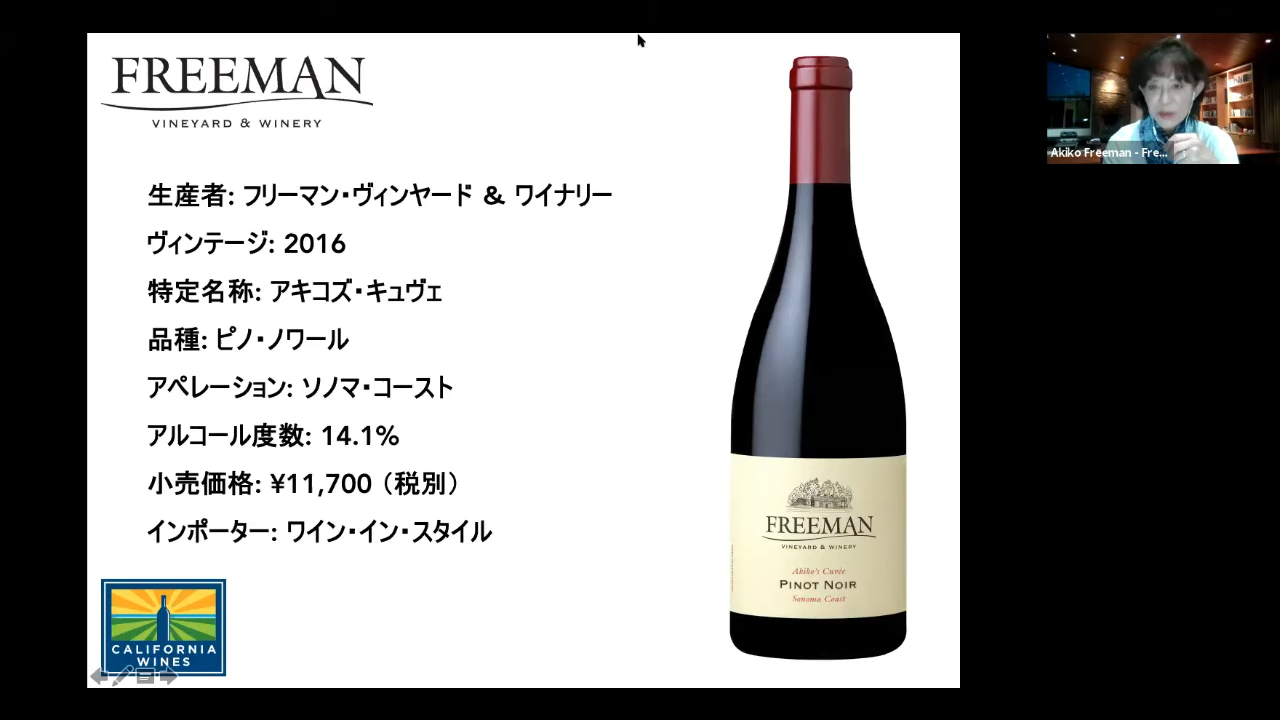 FREEMAN
VINEYARD & WINERY
生産者: フリーマン・ヴィンヤード & ワイナリー
ヴィンテージ: 2016
特定名称: アキコズ・キュヴェ
品種: ピノ・ノワール
アペレーション: ソノマ・コースト
アルコール度数: 14.1%
小売価格: ¥11,700（税別）
インポーター: ワイン・イン・スタイル
CALIFORNIA
WINES
FREEMAN
VINEYARD & WINERY
Akiko's Cuvée
PINOT NOIR
Sonoma Coast
Akiko Freeman - Fre...